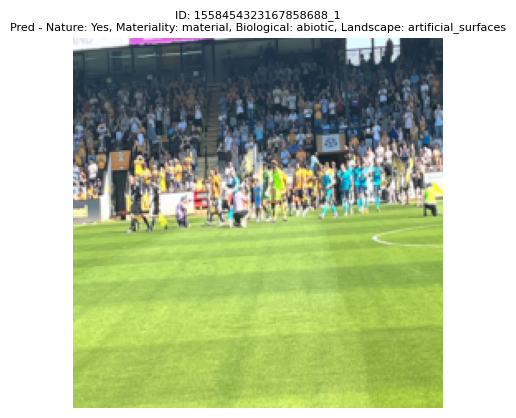 ID: 1558454323167858688_1
Pred - Nature: Yes, Materiality: material, Biological: abiotic, Landscape: artificial_surfaces